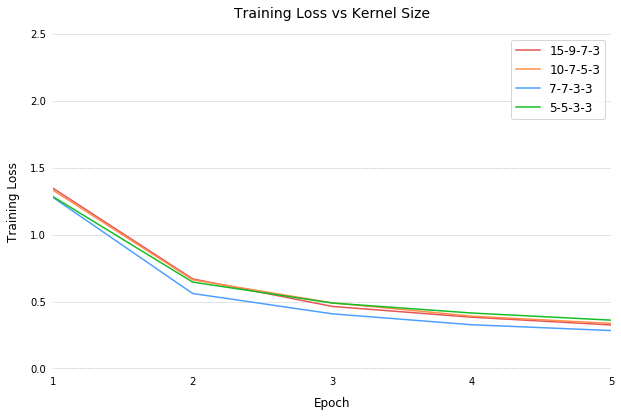 Training Loss vs Kernel Size
2.5
2.0
1.5
1.0
0.5
0.0
Training Loss
15-9-7-3
10-7-5-3
7-7-3-3
5-5-3-3
1 2 3 4 5
Epoch